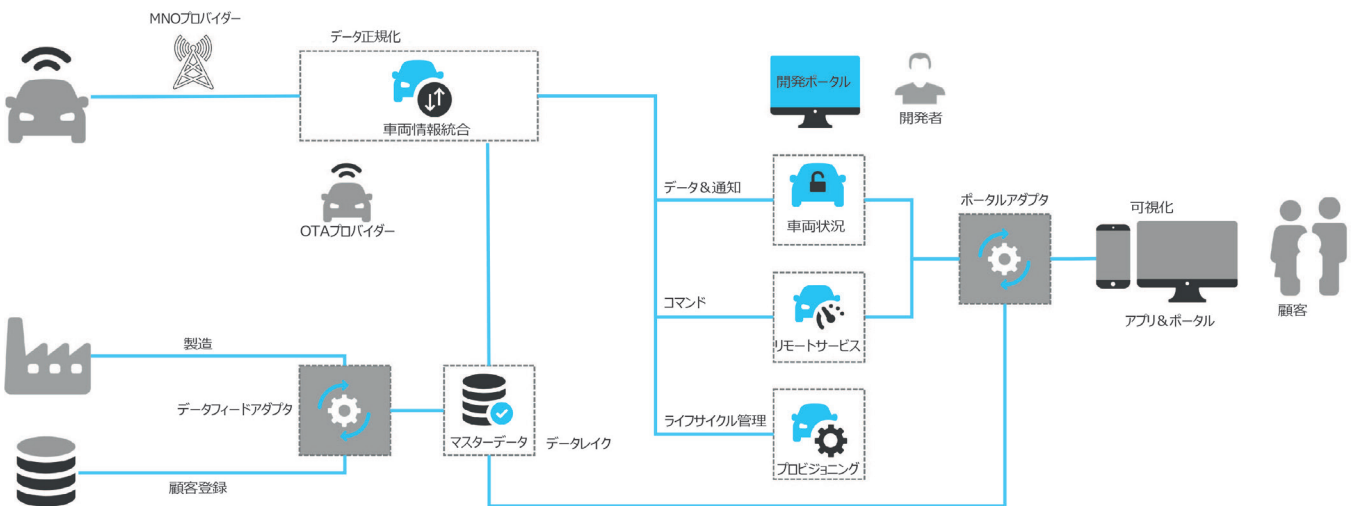 MNOプロバイダー
データ正規化
車両情報統合
OTAプロバイダー
開発ポータル
開発者
データ&通知
車両状況
ポータルアダプタ
可視化
コマンド
リモートサービス
アプリ&ポータル
顧客
製造
データフィードアダプタ
マスターデータ
データレイク
ライフサイクル管理
プロビジョニング
顧客登録